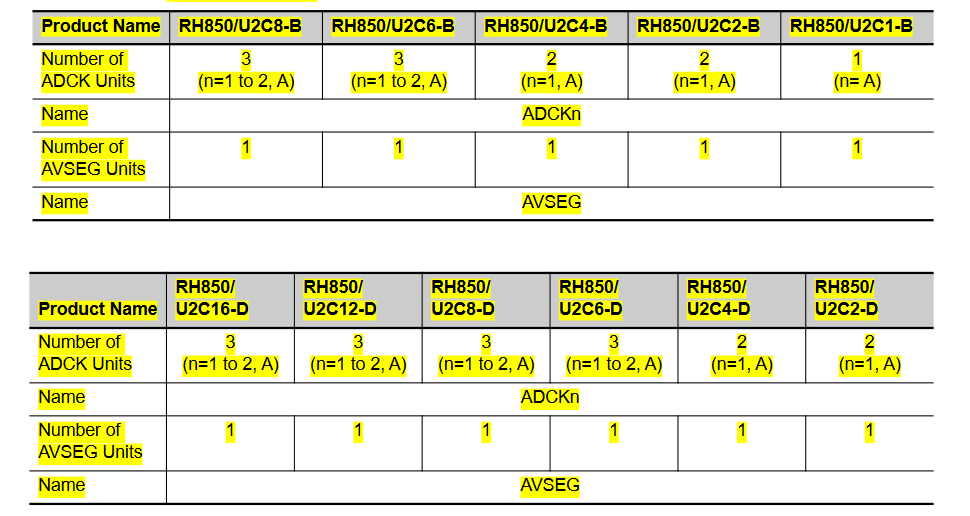 Product Name RH850/U2C8-B RH850/U2C6-B RH850/U2C4-B RH850/U2C2-B RH850/U2C1-B
Number of ADCK Units 3 (n=1 to 2, A) 3 (n=1 to 2, A) 2 (n=1, A) 2 (n=1, A) 1 (n= A)
Name ADCKn
Number of AVSEG Units 1 1 1 1 1
Name AVSEG
Product Name RH850/U2C16-D RH850/U2C12-D RH850/U2C8-D RH850/U2C6-D RH850/U2C4-D RH850/U2C2-D
Number of ADCK Units 3 (n=1 to 2, A) 3 (n=1 to 2, A) 3 (n=1 to 2, A) 3 (n=1 to 2, A) 2 (n=1, A) 2 (n=1, A)
Name ADCKn
Number of AVSEG Units 1 1 1 1 1 1
Name AVSEG